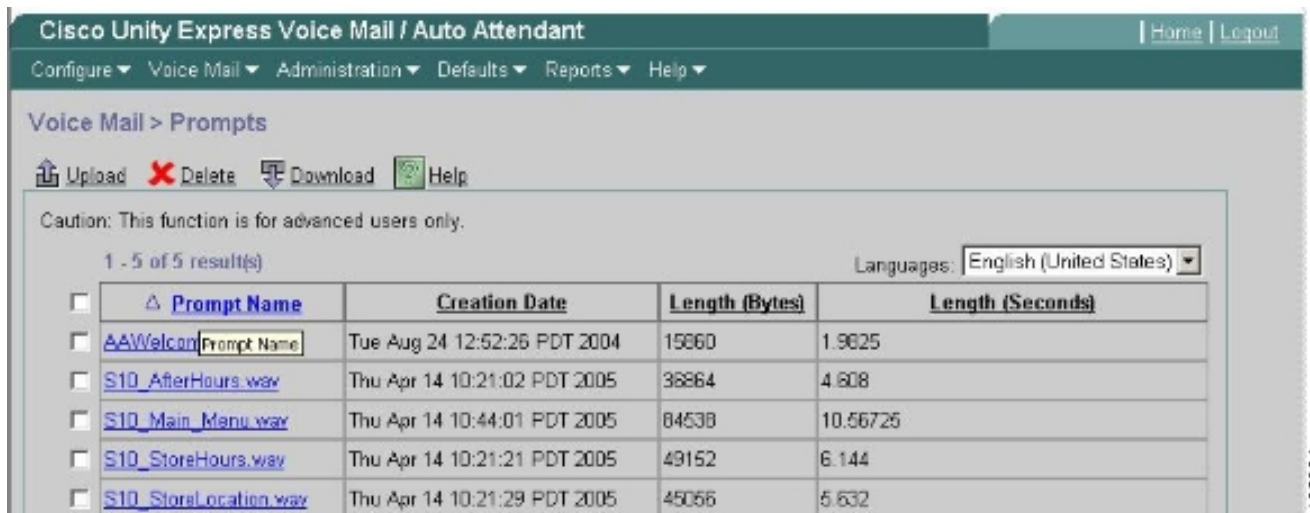 Cisco Unity Express Voice Mail / Auto Attendant
Home | Logout
Configure Voice Mail Administration Defaults Reports Help
Voice Mail > Prompts
Upload Delete Download Help
Caution: This function is for advanced users only.
1 - 5 of 5 result(s) Languages: English (United States)
Prompt Name Creation Date Length (Bytes) Length (Seconds)
AAWelcom Prompt Name Tue Aug 24 12:52:26 PDT 2004 15860 1.9825
S10_AfterHours.wav Thu Apr 14 10:21:02 PDT 2005 36864 4.608
S10_Main_Menu.wav Thu Apr 14 10:44:01 PDT 2005 84538 10.56725
S10_StoreHours.wav Thu Apr 14 10:21:21 PDT 2005 49152 6.144
S10_StoreLocation.wav Thu Apr 14 10:21:29 PDT 2005 45056 5.632